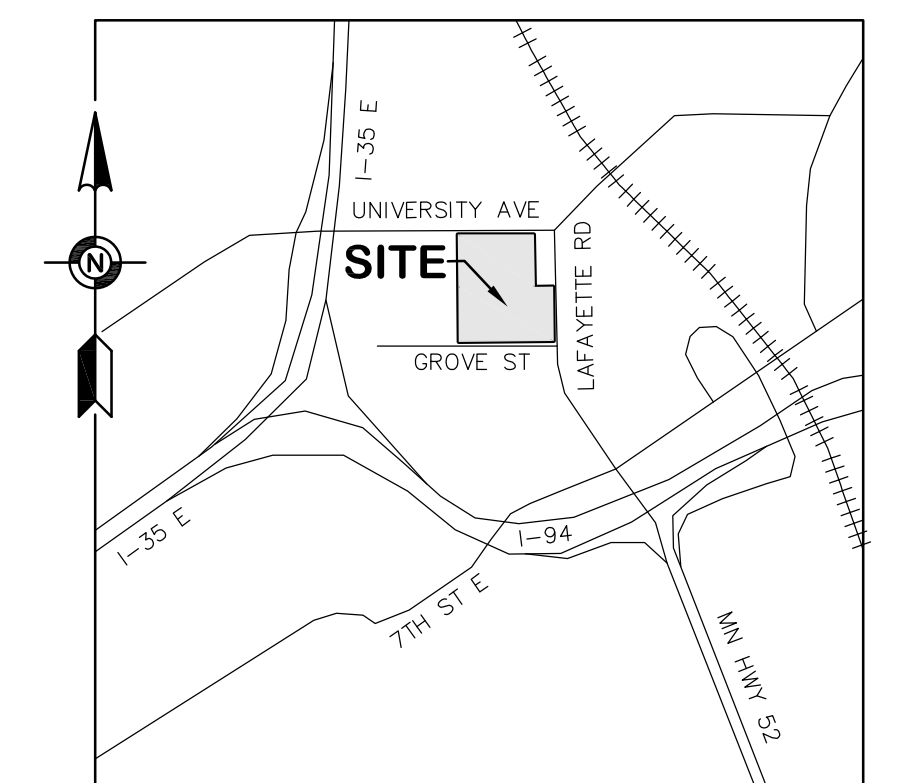 I-35 E
UNIVERSITY AVE
SITE
LAFAYETTE RD
N
GROVE ST
I-35 E
I-94
7TH ST E
MN HWY 52